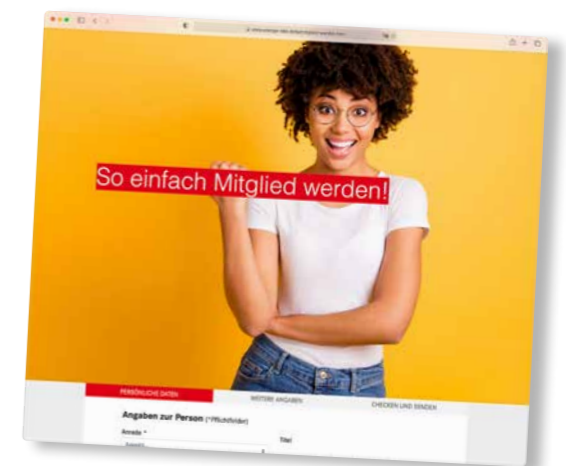 So einfach Mitglied werden!
PERSÖNLICHE DATEN
WEITERE ANGABEN
CHECKEN UND SENDEN
Angaben zur Person (*Pflichtfelder)
Anrede *
Titel